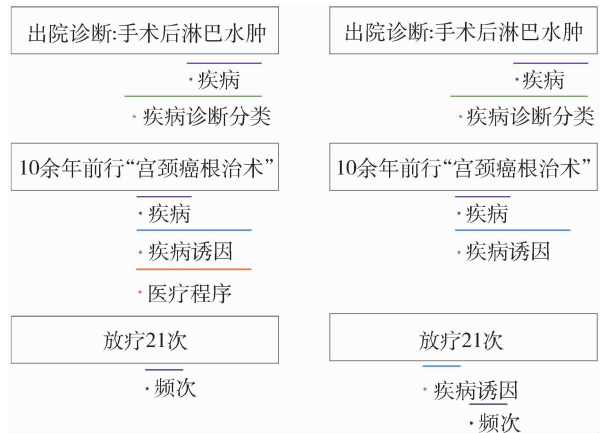 出院诊断:手术后淋巴水肿
·疾病
·疾病诊断分类
10余年前行“宫颈癌根治术”
·疾病
·疾病诱因
·医疗程序
放疗21次
·频次
出院诊断:手术后淋巴水肿
·疾病
·疾病诊断分类
10余年前行“宫颈癌根治术”
·疾病
·疾病诱因
放疗21次
·疾病诱因
·频次